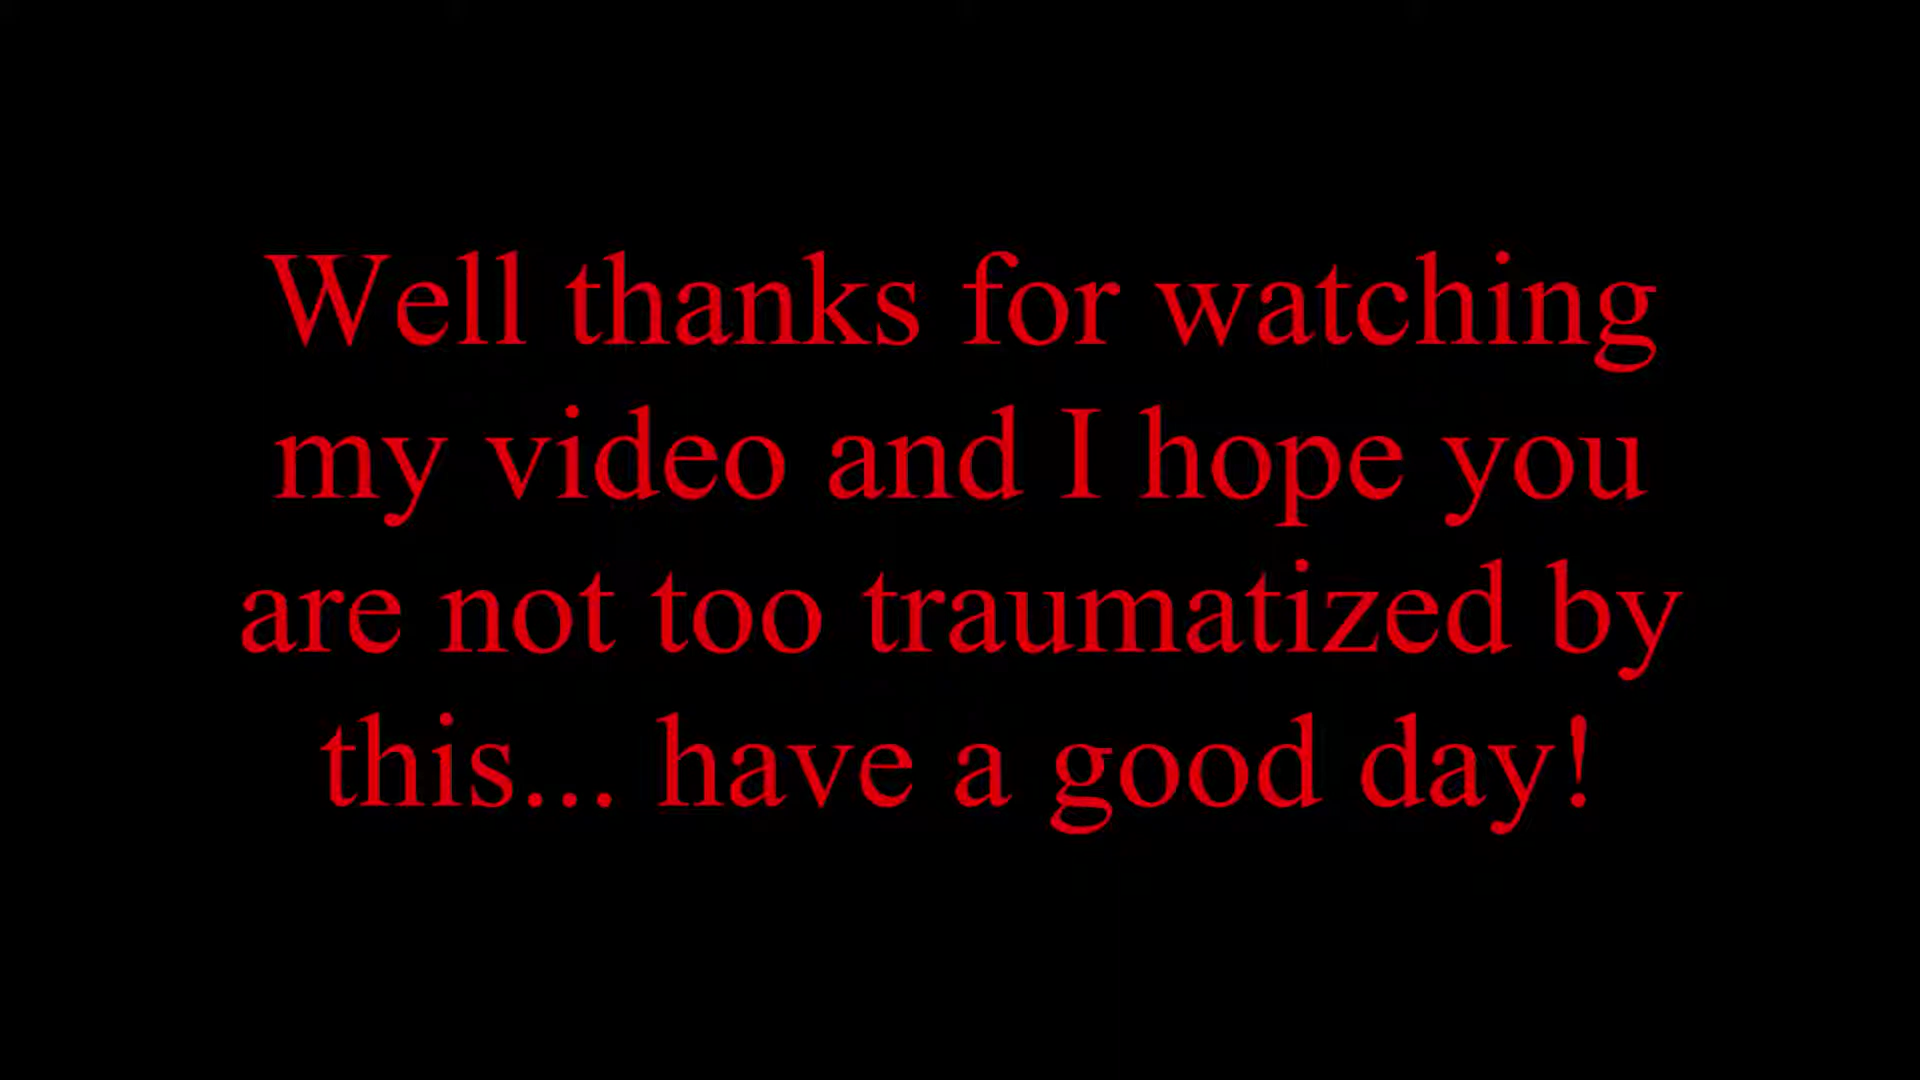 Well thanks for watching
my video and I hope you
are not too traumatized by
this... have a good day!